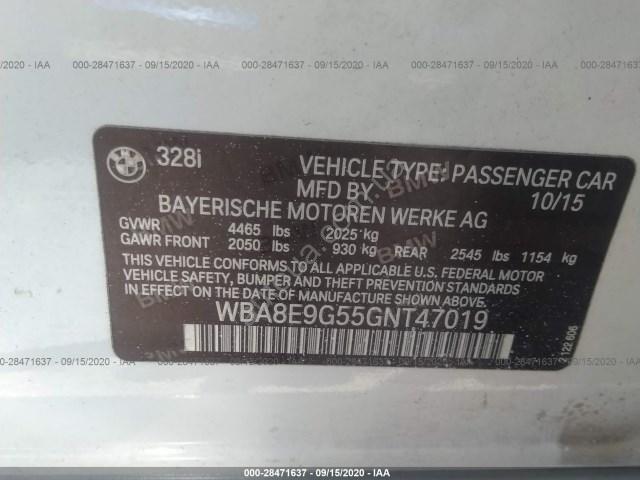 000-28471637 - 09/15/2020 - IAA
328i
VEHICLE TYPE: PASSENGER CAR
MFD BY 10/15
BAYERISCHE MOTOREN WERKE AG
GVWR 4465 lbs 2025 kg
GAWR FRONT 2050 lbs 930 kg REAR 2545 lbs 1154 kg
THIS VEHICLE CONFORMS TO ALL APPLICABLE U.S. FEDERAL MOTOR
VEHICLE SAFETY, BUMPER AND THEFT PREVENTION STANDARDS
IN EFFECT ON THE DATE OF MANUFACTURE SHOWN ABOVE.
WBA8E9G55GNT47019
000-28471637 - 09/15/2020 - IAA